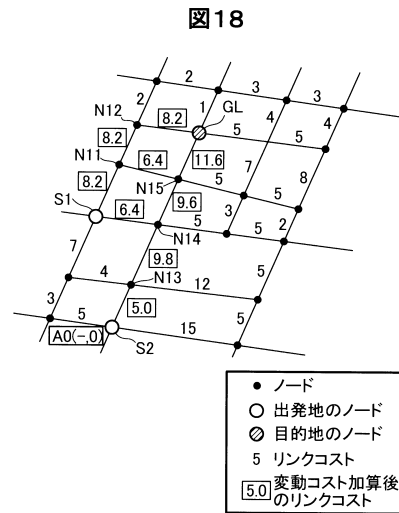 図18
2
3
3
2
1
GL
4
4
N12
8.2
5
5
8.2
11.6
N11
6.4
N15
7
8
8.2
9.6
5
S1
6.4
5
3
2
N14
7
9.8
5
4
N13
12
3
5
5.0
5
A0(-,0)
15
S2
● ノード
○ 出発地のノード
目的地のノード
5 リンクコスト
5.0 変動コスト加算後
のリンクコスト